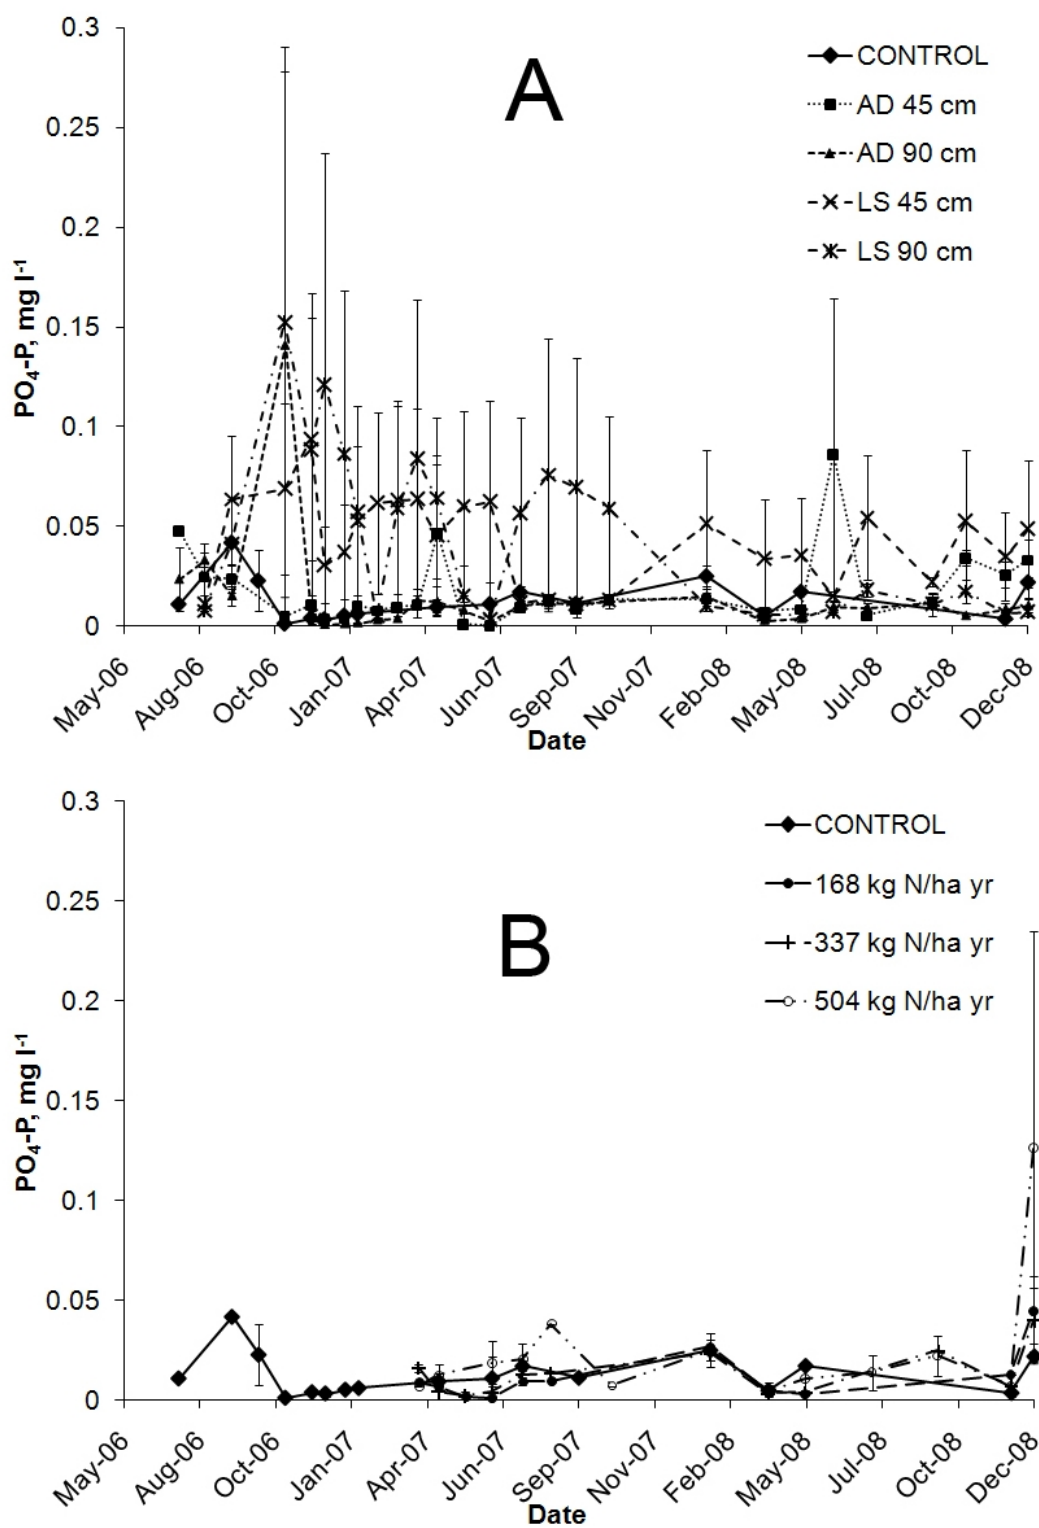 0.3
0.25
0.2
0.15
0.1
0.05
0
PO4-P, mg l-1
A
CONTROL
AD 45 cm
AD 90 cm
LS 45 cm
LS 90 cm
May-06
Aug-06
Oct-06
Jan-07
Apr-07
Jun-07
Sep-07
Nov-07
Feb-08
May-08
Jul-08
Oct-08
Dec-08
Date
0.3
0.25
0.2
0.15
0.1
0.05
0
PO4-P, mg l-1
B
CONTROL
168 kg N/ha yr
337 kg N/ha yr
504 kg N/ha yr
May-06
Aug-06
Oct-06
Jan-07
Apr-07
Jun-07
Sep-07
Nov-07
Feb-08
May-08
Jul-08
Oct-08
Dec-08
Date